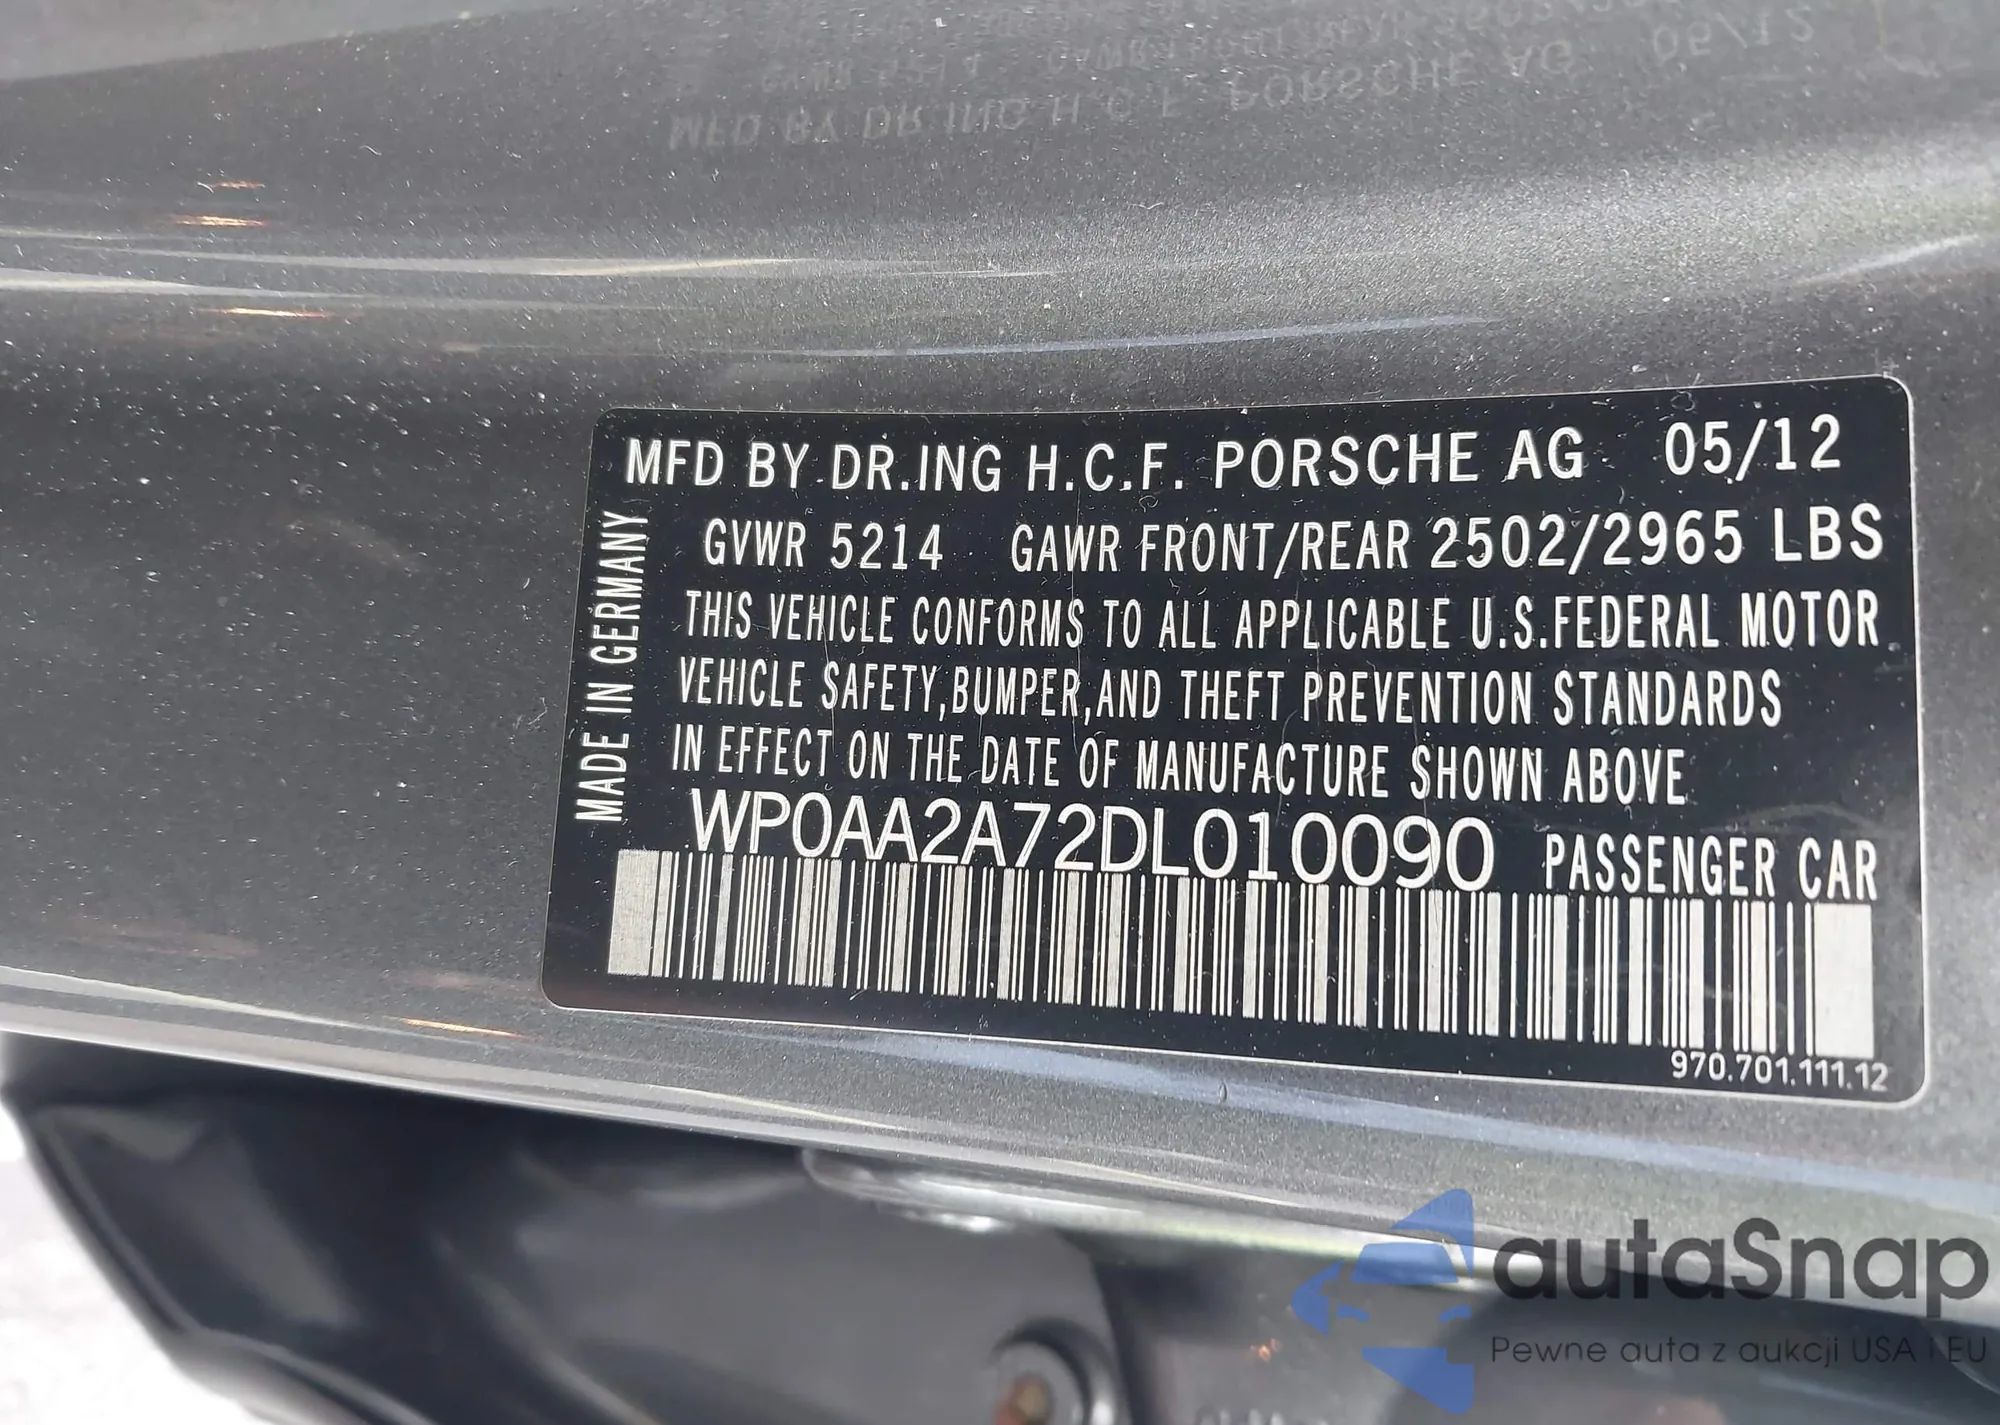 MFD BY DR.ING H.C.F. PORSCHE AG 05/12
GVWR 5214 GAWR FRONT/REAR 2502/2965 LBS
THIS VEHICLE CONFORMS TO ALL APPLICABLE U.S.FEDERAL MOTOR
VEHICLE SAFETY,BUMPER,AND THEFT PREVENTION STANDARDS
IN EFFECT ON THE DATE OF MANUFACTURE SHOWN ABOVE
WP0AA2A72DL010090 PASSENGER CAR
970.701.111.12
MADE IN GERMANY
autaSnap
Pewne auta z aukcji USA i EU